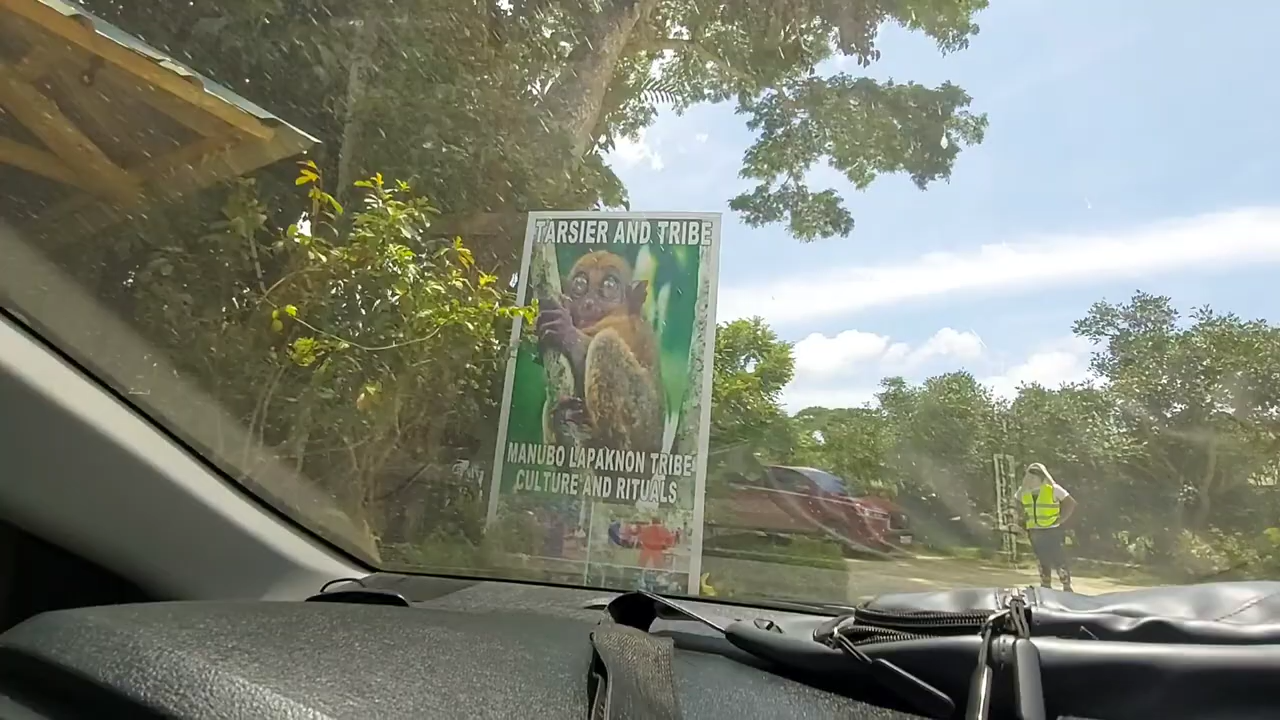 TARSIER AND TRIBE
MANUBO LAPAKNON TRIBE
CULTURE AND RITUALS